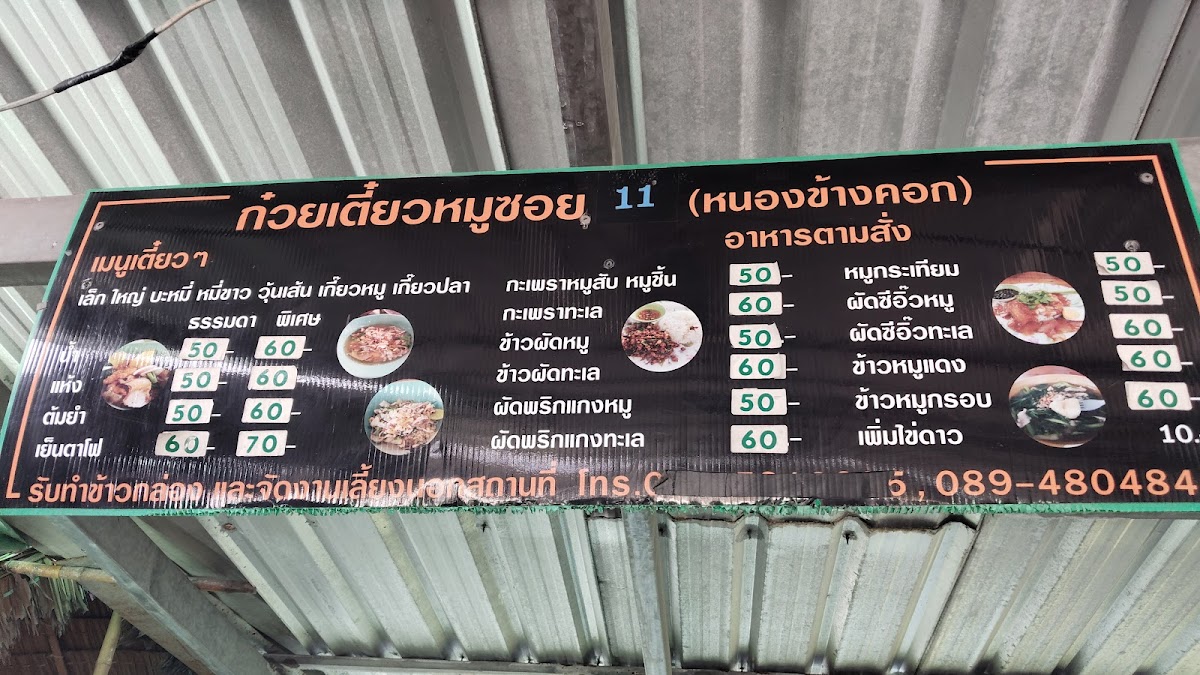 ก๋วยเตี๋ยวหมูซอย 11 (หนองข้างคอก)
เมนูเตี๋ยว ๆ
เล็ก ใหญ่ บะหมี่ หมี่ขาว วุ้นเส้น เกี๊ยวหมู เกี๊ยวปลา
ธรรมดา พิเศษ
น้ำ 50- 60-
แห้ง 50- 60-
ต้มยำ 50- 60-
เย็นตาโฟ 60- 70-
อาหารตามสั่ง
กะเพราหมูสับ หมูชิ้น 50-
กะเพราทะเล 60-
ข้าวผัดหมู 50-
ข้าวผัดทะเล 60-
ผัดพริกแกงหมู 50-
ผัดพริกแกงทะเล 60-
หมูกระเทียม 50-
ผัดซีอิ๊วหมู 50-
ผัดซีอิ๊วทะเล 60-
ข้าวหมูแดง 60-
ข้าวหมูกรอบ 60-
เพิ่มไข่ดาว 10.
รับทำข้าวกล่อง และจัดงานเลี้ยงนอกสถานที่ โทร. 089-480484